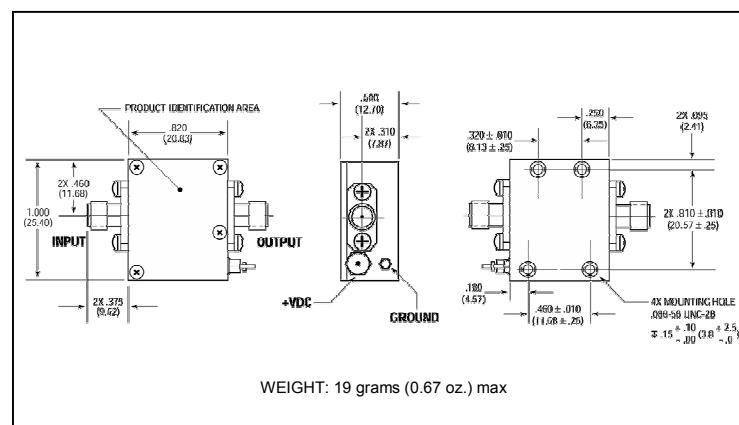 PRODUCT IDENTIFICATION AREA
.820
(20.83)
2X .460
(11.68)
1.000
(25.40)
INPUT
OUTPUT
2X .375
(9.52)
.500
(12.70)
2X .310
(7.87)
+VDC
GROUND
.320 ± .010
(8.13 ± .25)
.250
(6.35)
2X .095
(2.41)
2X .810 ± .010
(20.57 ± .25)
.180
(4.57)
.460 ± .010
(11.68 ± .25)
4X MOUNTING HOLE
WEIGHT: 19 grams (0.67 oz.) max